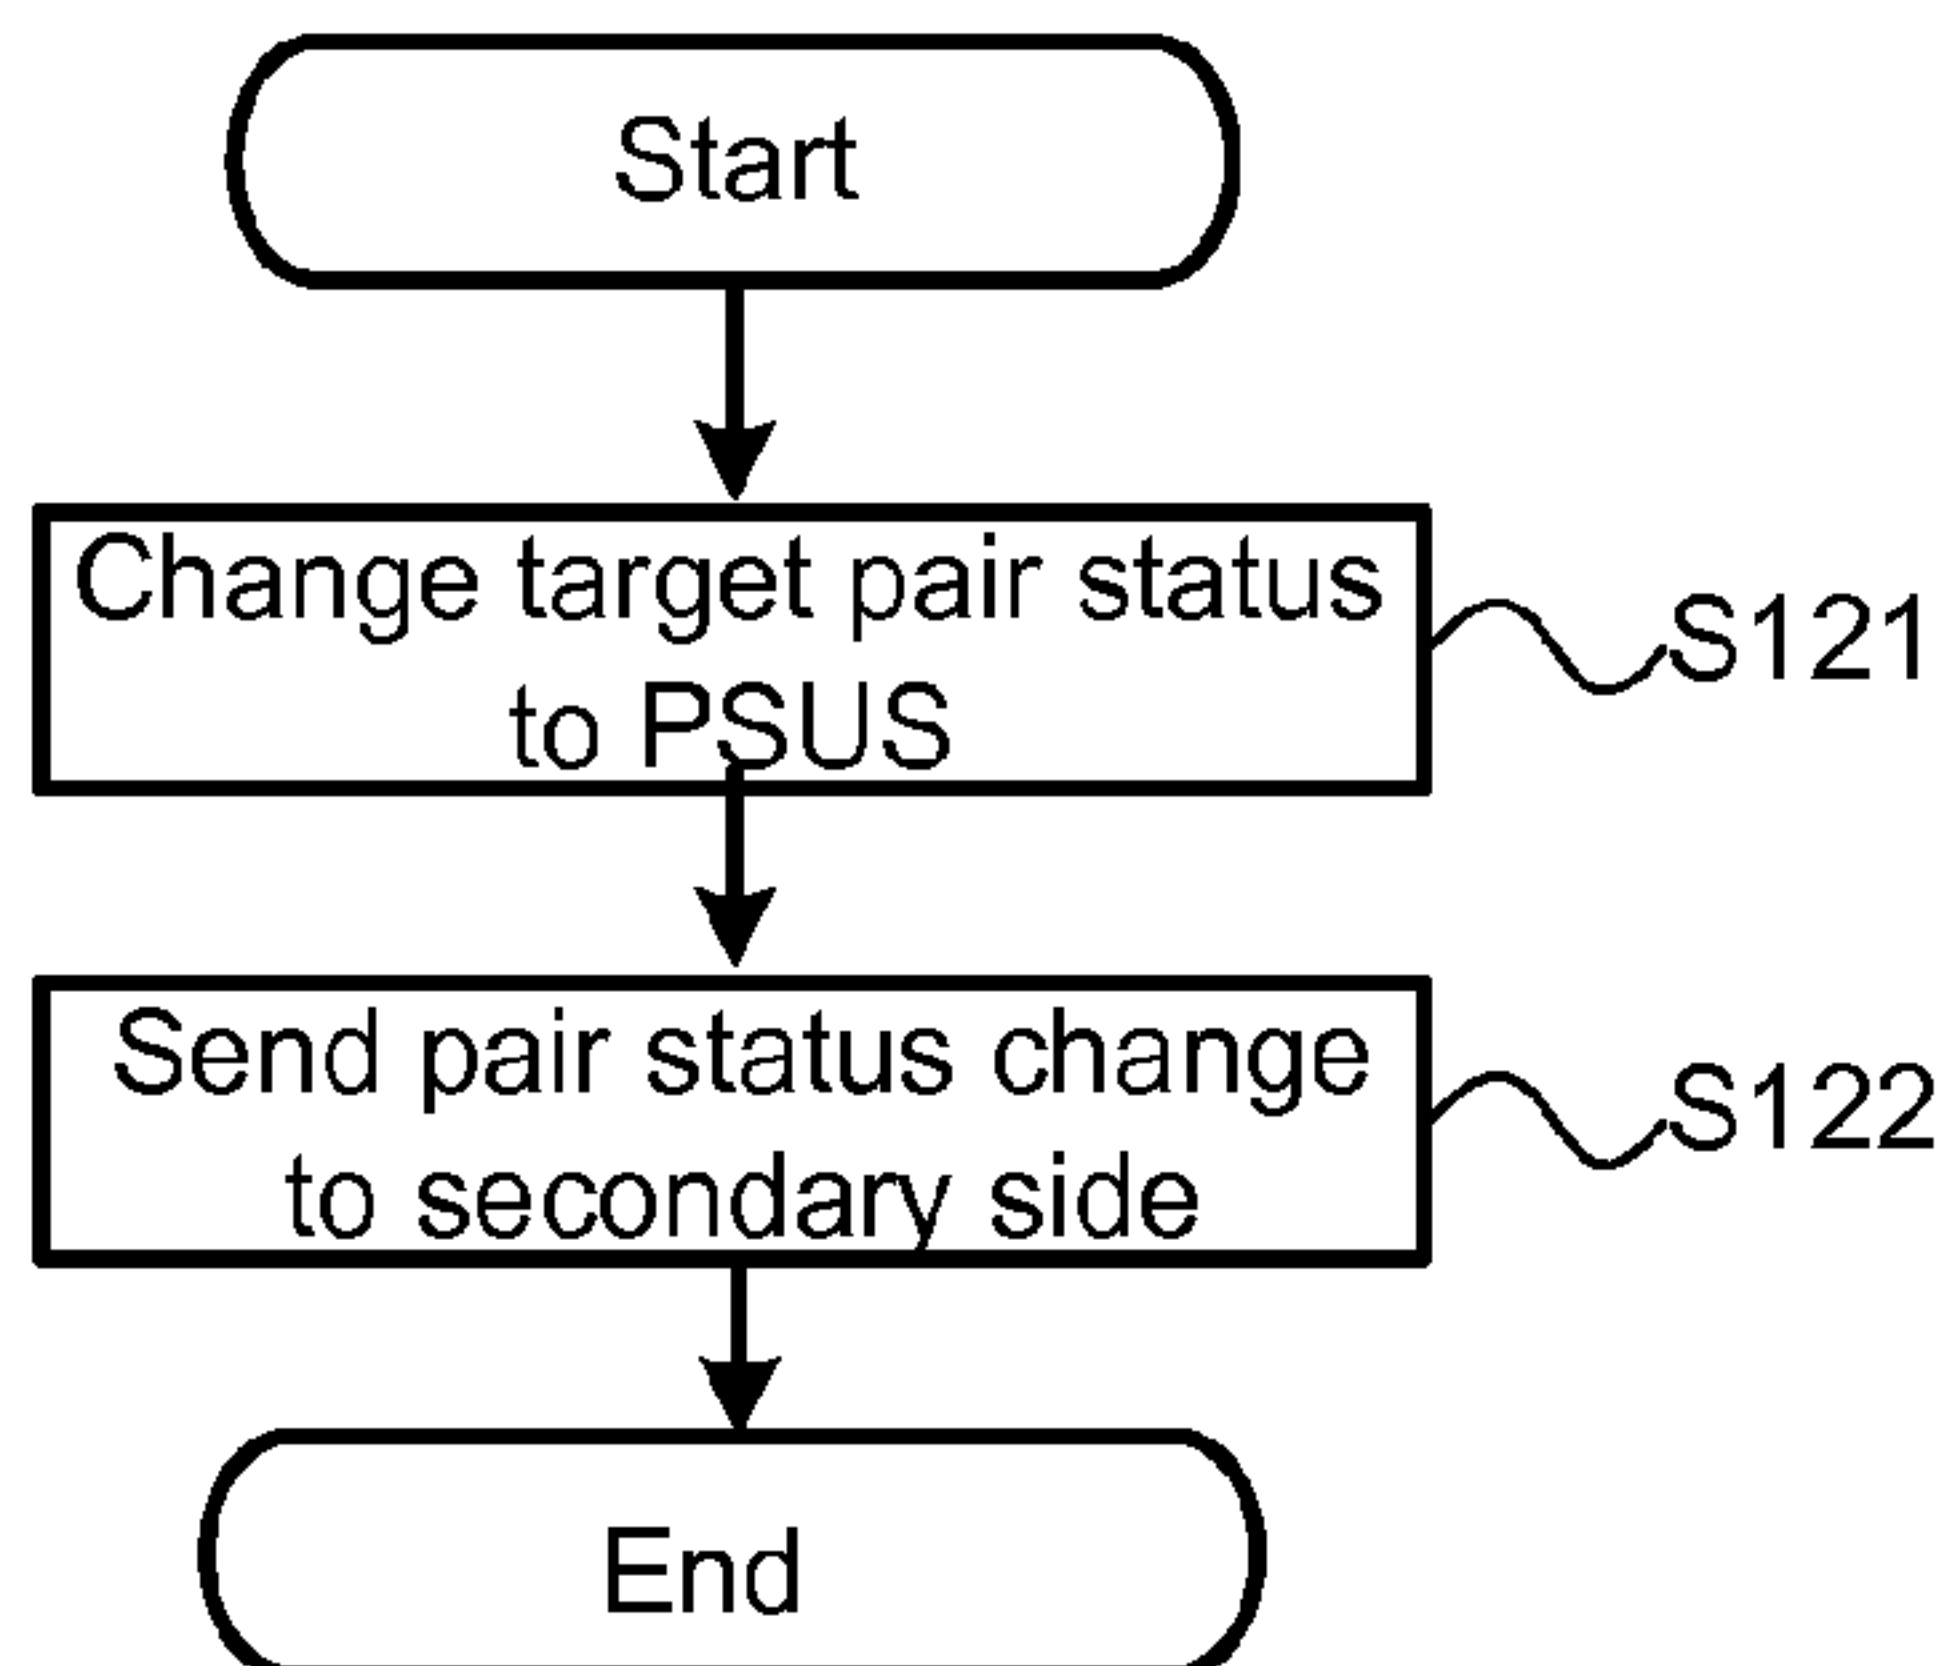 Start
Change target pair status
to PSUS
S121
Send pair status change
to secondary side
S122
End